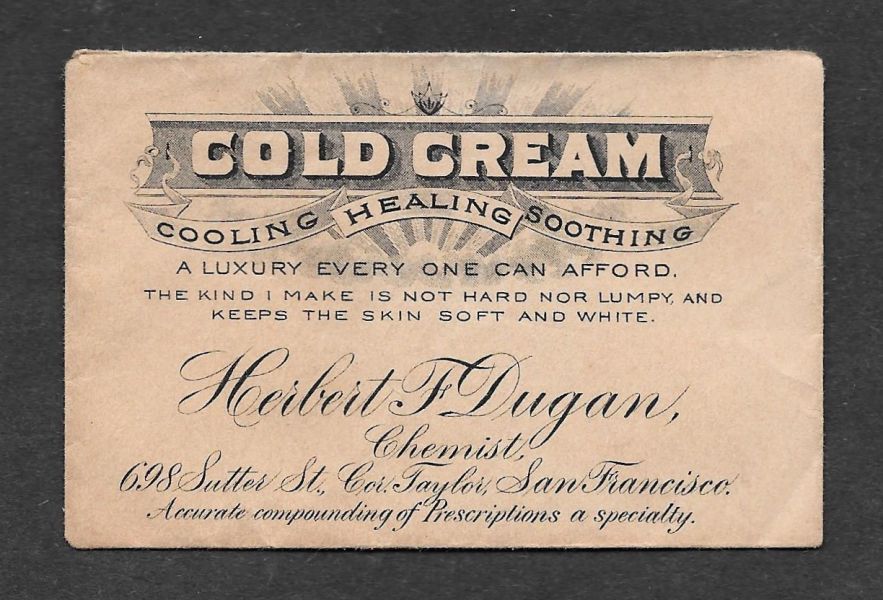 COLD CREAM
COOLING HEALING SOOTHING
A LUXURY EVERY ONE CAN AFFORD.
THE KIND I MAKE IS NOT HARD NOR LUMPY, AND
KEEPS THE SKIN SOFT AND WHITE.
Herbert F. Dugan,
Chemist,
698 Sutter St., Cor. Taylor, San Francisco.
Accurate compounding of Prescriptions a specialty.